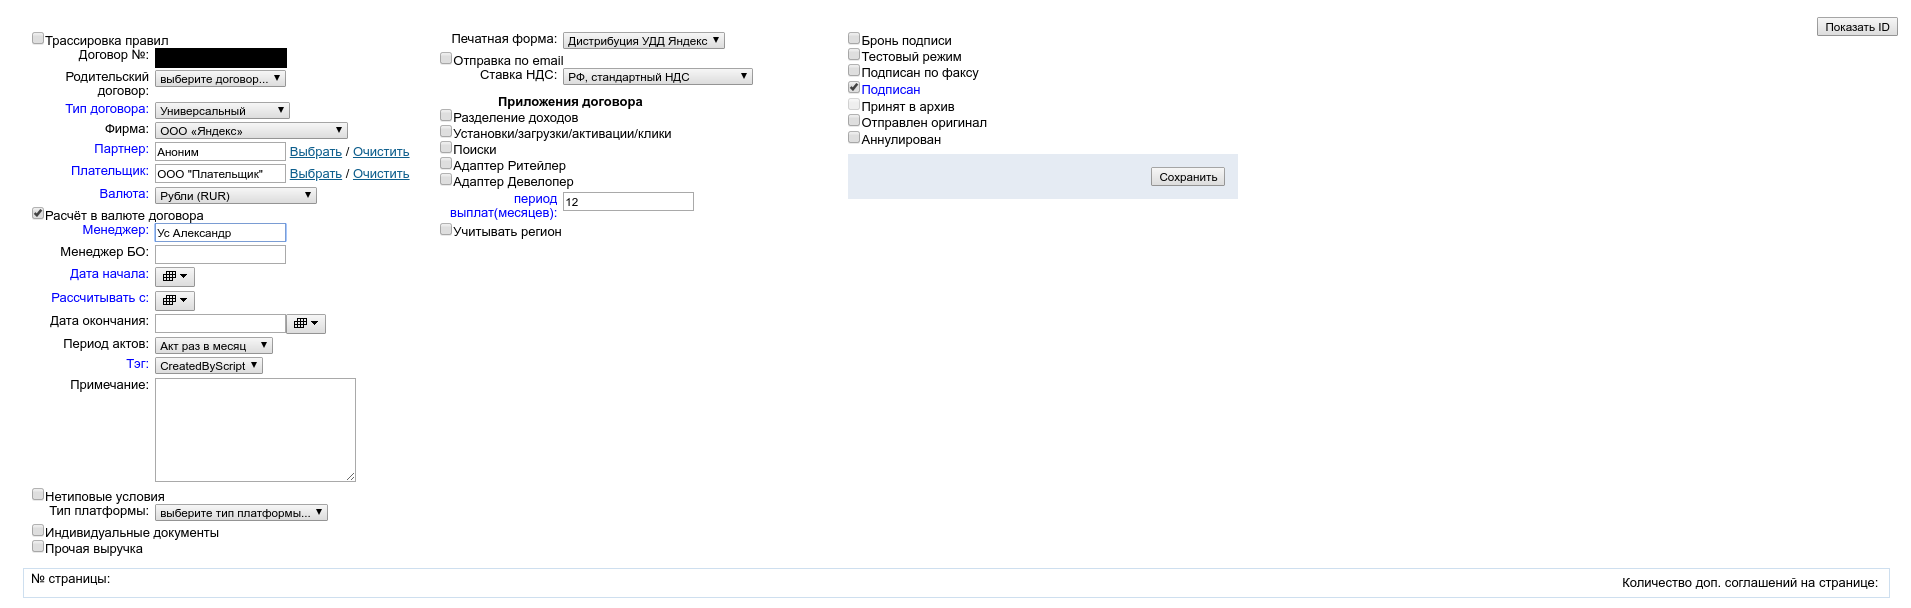 Показать ID
Трассировка правил
Договор №:
Родительский
договор:
выберите договор...
Тип договора:
Универсальный
Фирма:
ООО «Яндекс»
Партнер:
Аноним
Выбрать / Очистить
Плательщик:
ООО "Плательщик"
Выбрать / Очистить
Валюта:
Рубли (RUR)
Расчёт в валюте договора
Менеджер:
Ус Александр
Менеджер БО:
Дата начала:
Рассчитывать с:
Дата окончания:
Период актов:
Акт раз в месяц
Тэг:
CreatedByScript
Примечание:
Нетиповые условия
Тип платформы:
выберите тип платформы...
Индивидуальные документы
Прочая выручка
Печатная форма:
Дистрибуция УДД Яндекс
Отправка по email
Ставка НДС:
РФ, стандартный НДС
Приложения договора
Разделение доходов
Установки/загрузки/активации/клики
Поиски
Адаптер Ритейлер
Адаптер Девелопер
период
выплат(месяцев):
12
Учитывать регион
Бронь подписи
Тестовый режим
Подписан по факсу
Подписан
Принят в архив
Отправлен оригинал
Аннулирован
Сохранить
№ страницы:
Количество доп. соглашений на странице: